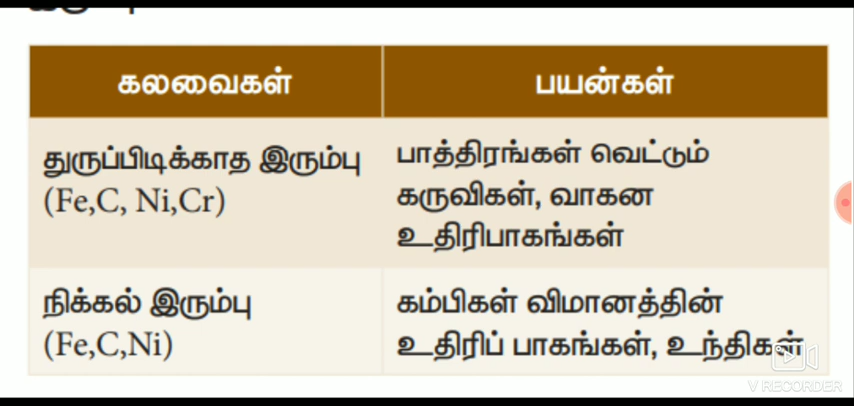 கலவைகள் பயன்கள்
துருப்பிடிக்காத இரும்பு
(Fe,C, Ni,Cr)
பாத்திரங்கள் வெட்டும்
கருவிகள், வாகன
உதிரிபாகங்கள்
நிக்கல் இரும்பு
(Fe,C,Ni)
கம்பிகள் விமானத்தின்
உதிரிப் பாகங்கள், உந்திகள்
V RECORDER